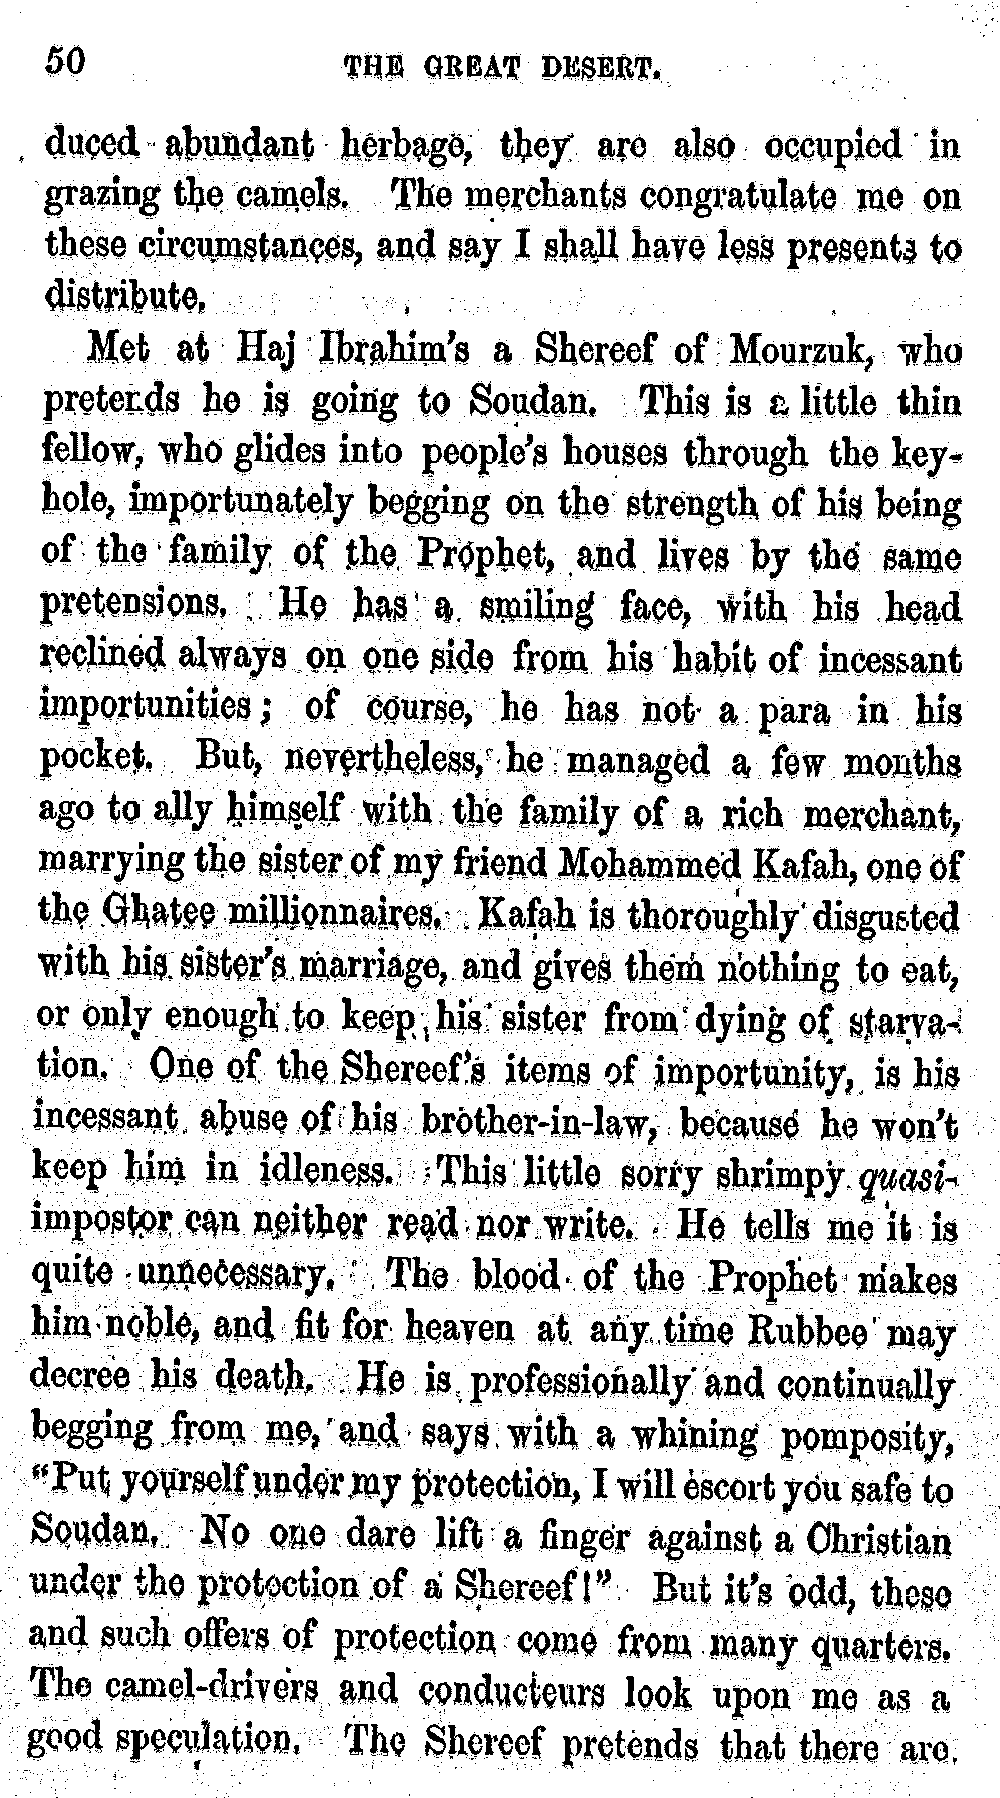 50
THE GREAT DESERT.
duced abundant herbage, they are also occupied in
grazing the camels. The merchants congratulate me on
these circumstances, and say I shall have less presents to
distribute.
Met at Haj Ibrahim's a Shereef of Mourzuk, who
pretends he is going to Soudan. This is a little thin
fellow, who glides into people's houses through the key-
hole, importunately begging on the strength of his being
of the family of the Prophet, and lives by the same
pretensions. He has a smiling face, with his head
reclined always on one side from his habit of incessant
importunities; of course, he has not a para in his
pocket. But, nevertheless, he managed a few months
ago to ally himself with the family of a rich merchant,
marrying the sister of my friend Mohammed Kafah, one of
the Ghatee millionnaires. Kafah is thoroughly disgusted
with his sister's marriage, and gives them nothing to eat,
or only enough to keep his sister from dying of starva-
tion. One of the Shereef's items of importunity, is his
incessant abuse of his brother-in-law, because he won't
keep him in idleness. This little sorry shrimpy quasi-
impostor can neither read nor write. He tells me it is
quite unnecessary. The blood of the Prophet makes
him noble, and fit for heaven at any time Rubbee may
decree his death. He is professionally and continually
begging from me, and says with a whining pomposity,
"Put yourself under my protection, I will escort you safe to
Soudan. No one dare lift a finger against a Christian
under the protection of a Shereef!" But it's odd, these
and such offers of protection come from many quarters.
The camel-drivers and conducteurs look upon me as a
good speculation. The Shereef pretends that there are